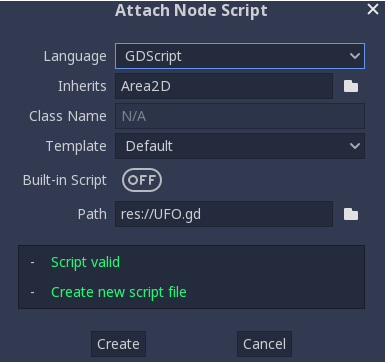 Attach Node Script
Language GDScript
Inherits Area2D
Class Name N/A
Template Default
Built-in Script OFF
Path res://UFO.gd
- Script valid
- Create new script file
Create Cancel